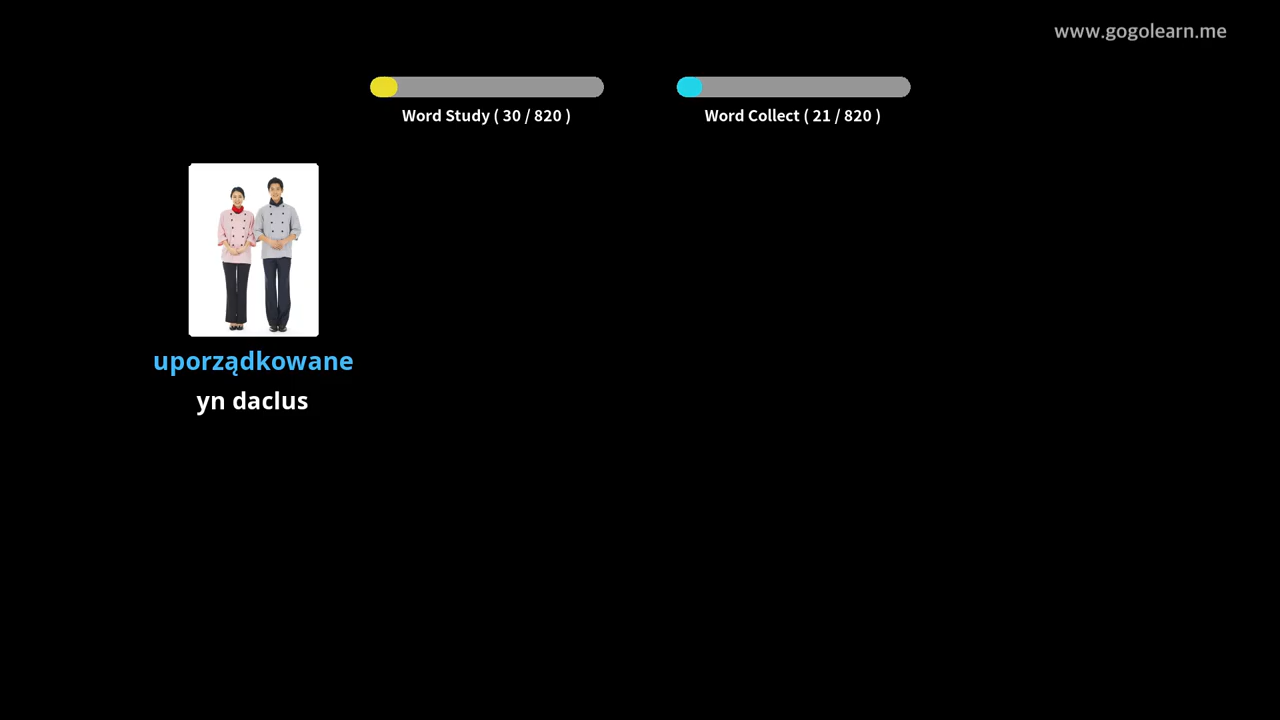 www.gogolearn.me
Word Study ( 30 / 820 )
Word Collect ( 21 / 820 )
uporządkowane
yn daclus